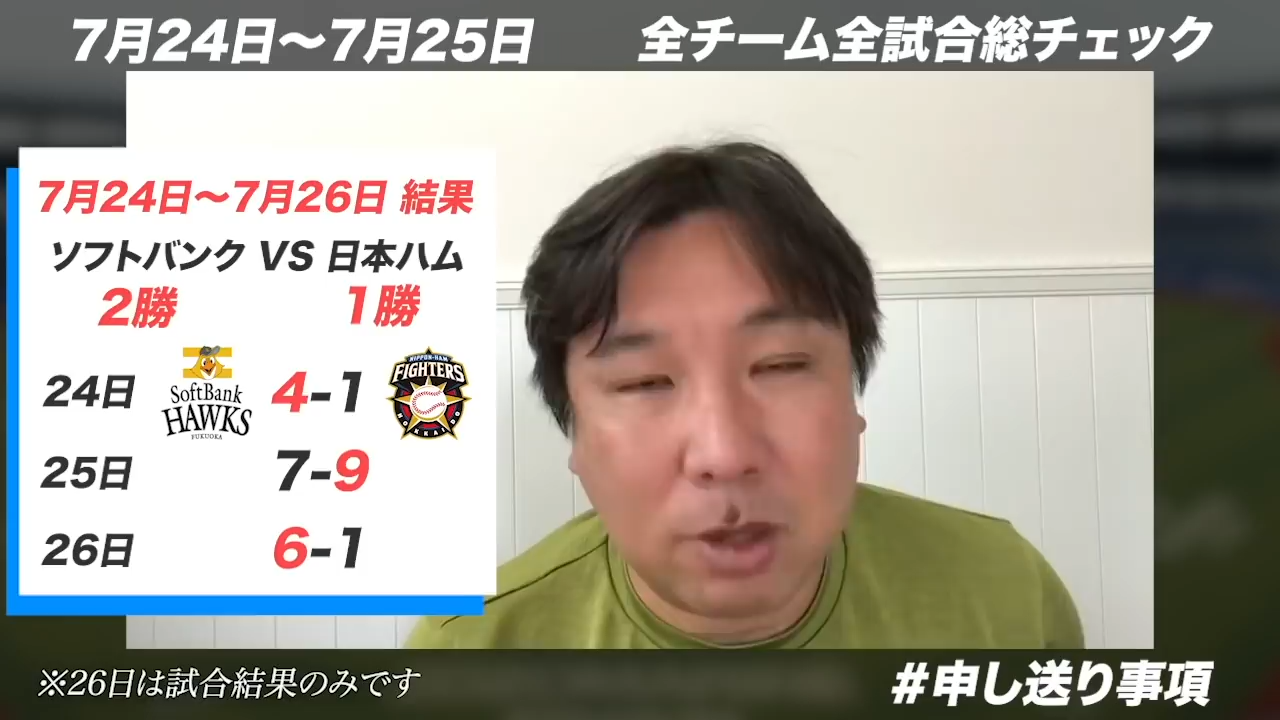 7月24日～7月25日 全チーム全試合総チェック
7月24日～7月26日 結果
ソフトバンク VS 日本ハム
2勝 1勝
24日 SoftBank HAWKS FUKUOKA 4-1 NIPPON-HAM FIGHTERS HOKKAIDO
25日 7-9
26日 6-1
※26日は試合結果のみです
#申し送り事項